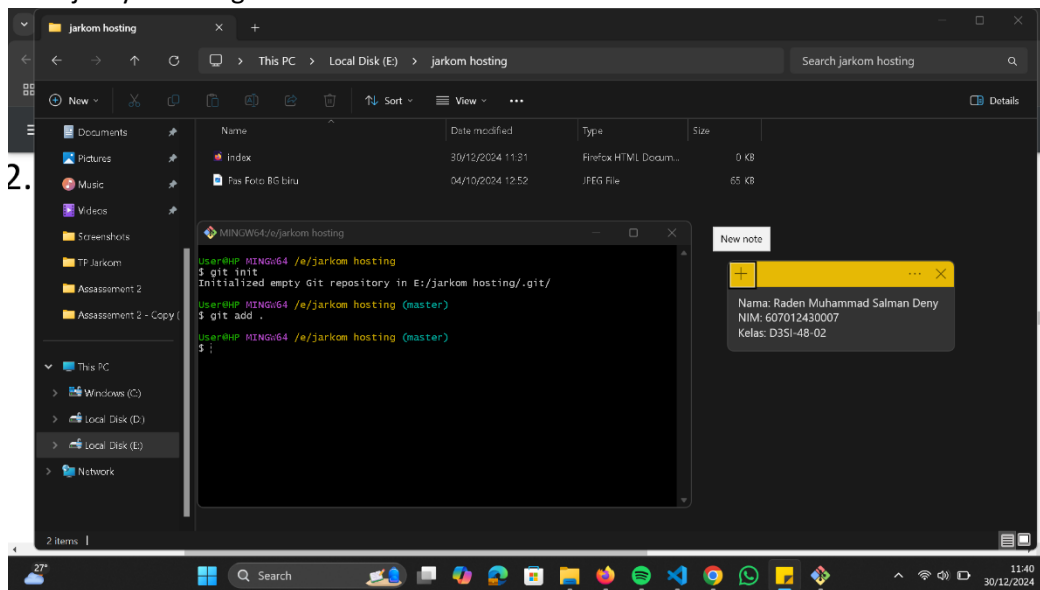 jarkom hosting
This PC > Local Disk (E:) > jarkom hosting
Search jarkom hosting
New
Sort
View
Details
Documents
Pictures
Music
Videos
Screenshots
TP Jarkom
Assassement 2
Assassement 2 - Copy (
This PC
Windows (C:)
Local Disk (D:)
Local Disk (E:)
Network
Name Date modified Type Size
index 30/12/2024 11:31 Firefox HTML Docum... 0 KB
Pas Foto BG biru 04/10/2024 12:52 JPEG File 65 KB
2.
MINGW64:/e/jarkom hosting
User@HP MINGW64 /e/jarkom hosting
$ git init
Initialized empty Git repository in E:/jarkom hosting/.git/
User@HP MINGW64 /e/jarkom hosting (master)
$ git add .
User@HP MINGW64 /e/jarkom hosting (master)
$
New note
Nama: Raden Muhammad Salman Deny
NIM: 607012430007
Kelas: D3SI-48-02
2 items
27°
Search
11:40
30/12/2024